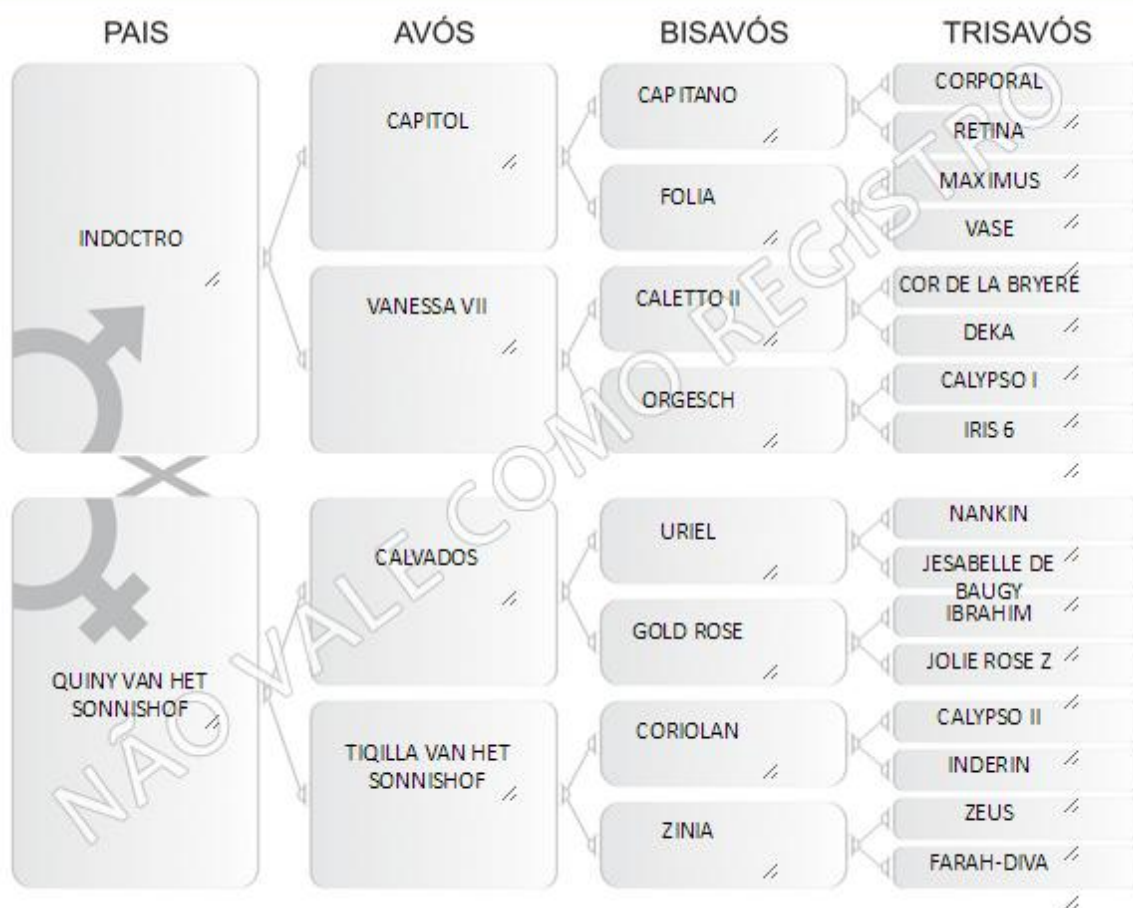 PAIS
AVÓS
BISAVÓS
TRISAVÓS
INDOCTRO
CAPITOL
CAPITANO
CORPORAL
RETINA
FOLIA
MAXIMUS
VASE
VANESSA VII
CALETTO II
COR DE LA BRYERE
DEKA
ORGESCH
CALYPSO I
IRIS 6
QUINY VAN HET
SONNISHOF
CALVADOS
URIEL
NANKIN
JESABELLE DE
BAUGY
GOLD ROSE
IBRAHIM
JOLIE ROSE Z
TIQILLA VAN HET
SONNISHOF
CORIOLAN
CALYPSO II
INDERIN
ZINIA
ZEUS
FARAH-DIVA
NÃO VALE COMO REGISTRO